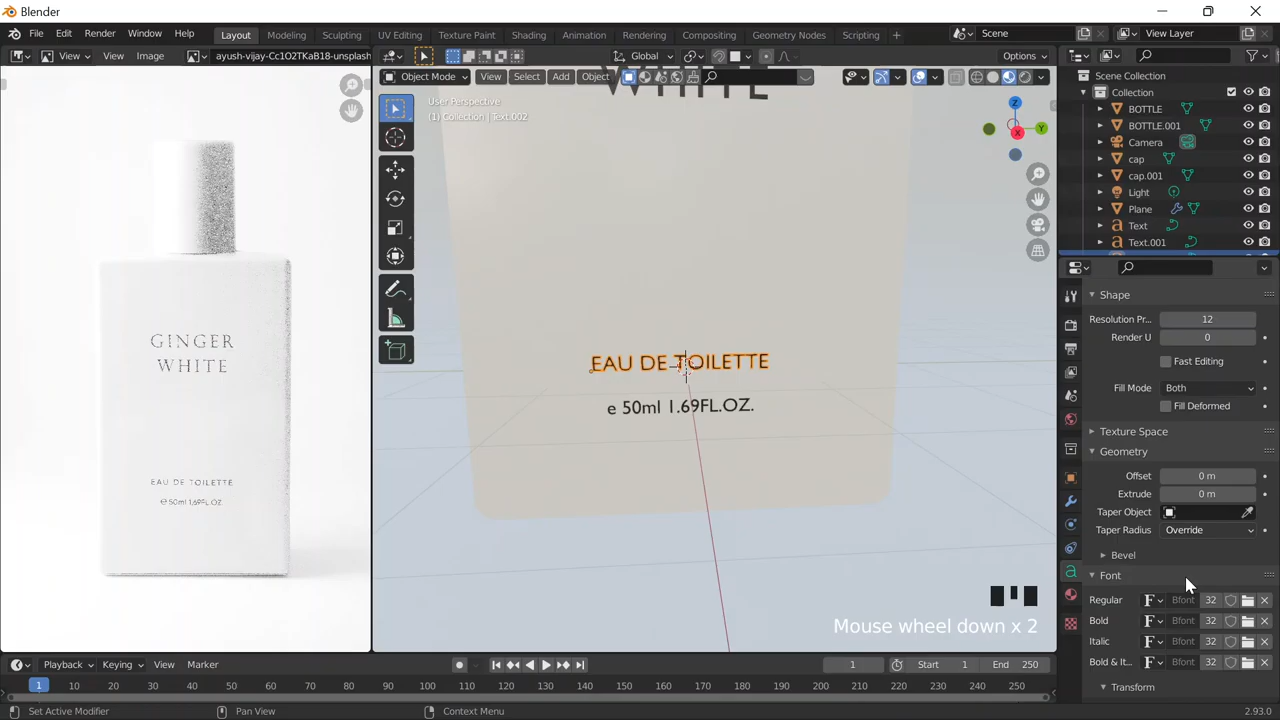 Blender
File Edit Render Window Help Layout Modeling Sculpting UV Editing Texture Paint Shading Animation Rendering Compositing Geometry Nodes Scripting Scene View Layer
View View Image ayush-vijay-Cc1O2TKaB18-unsplash Global Options
Object Mode View Select Add Object
Scene Collection
Collection
BOTTLE
BOTTLE.001
Camera
cap
cap.001
Light
Plane
Text
Text.001
User Perspective
(1) Collection | Text.002
WHITE
EAU DE TOILETTE
e 50ml 1.69FL.OZ.
GINGER
WHITE
EAU DE TOILETTE
e 50ml 1,69FL.OZ
Mouse wheel down x 2
Shape
Resolution Pr... 12
Render U 0
Fast Editing
Fill Mode Both
Fill Deformed
Texture Space
Geometry
Offset 0 m
Extrude 0 m
Taper Object
Taper Radius Override
Bevel
Font
Regular Bfont 32
Bold Bfont 32
Italic Bfont 32
Bold & It... Bfont 32
Transform
Playback Keying View Marker 1 Start 1 End 250
1 10 20 30 40 50 60 70 80 90 100 110 120 130 140 150 160 170 180 190 200 210 220 230 240 250
Set Active Modifier Pan View Context Menu 2.93.0